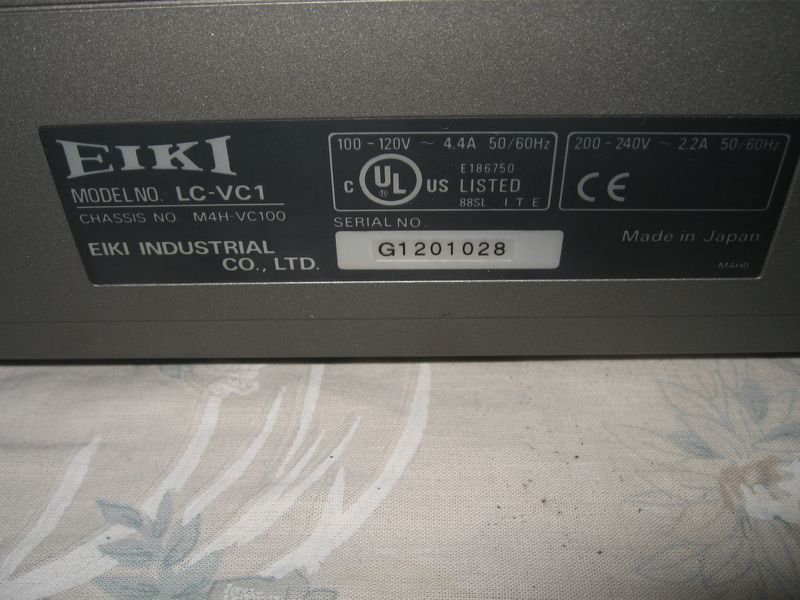 EIKI
MODEL NO. LC-VC1
CHASSIS NO. M4H-VC100
EIKI INDUSTRIAL
CO., LTD.
100 - 120V ~ 4.4A 50/60Hz
C UL ® US
E186750
LISTED
88SL I.T.E
SERIAL NO.
G1201028
200 - 240V ~ 2.2A 50/60Hz
CE
Made in Japan
M4HB